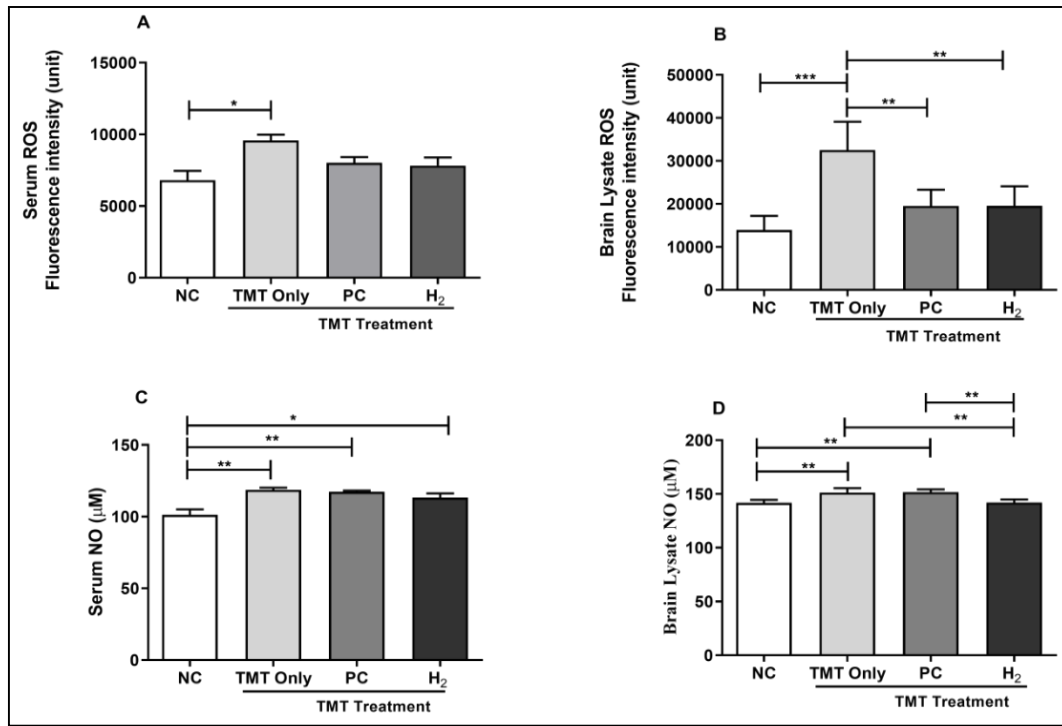 A
Serum ROS
Fluorescence intensity (unit)
15000
10000
5000
0
*
NC
TMT Only
PC
H₂
TMT Treatment
B
Brain Lysate ROS
Fluorescence intensity (unit)
50000
40000
30000
20000
10000
0
**
***
**
NC
TMT Only
PC
H₂
TMT Treatment
C
Serum NO (μM)
150
100
50
0
*
**
**
NC
TMT Only
PC
H₂
TMT Treatment
D
Brain Lysate NO (μM)
200
150
100
50
0
**
**
**
**
NC
TMT Only
PC
H₂
TMT Treatment